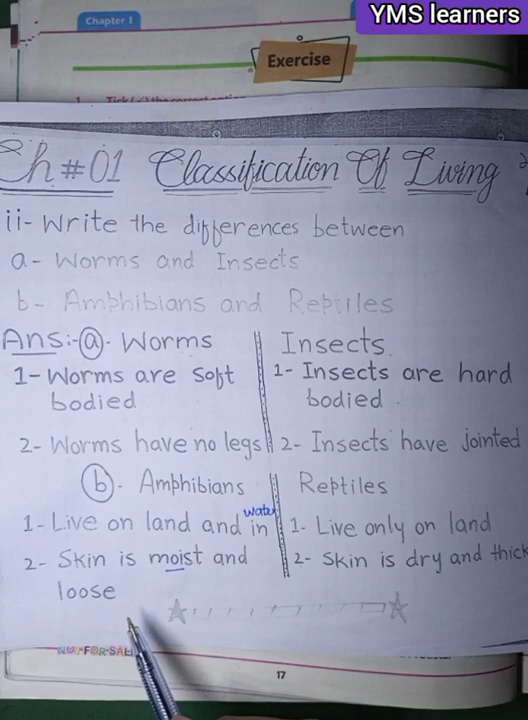 YMS learners
Chapter 1
Exercise
Ch # 01 Classification Of Living
ii- Write the differences between
a- Worms and Insects
b- Amphibians and Reptiles
Ans:- (a)- Worms Insects
1- Worms are soft bodied 1- Insects are hard bodied.
2- Worms have no legs 2- Insects have jointed
(b)- Amphibians Reptiles
1- Live on land and in water 1- Live only on land
2- Skin is moist and loose 2- Skin is dry and thick
NOT FOR SALE
17